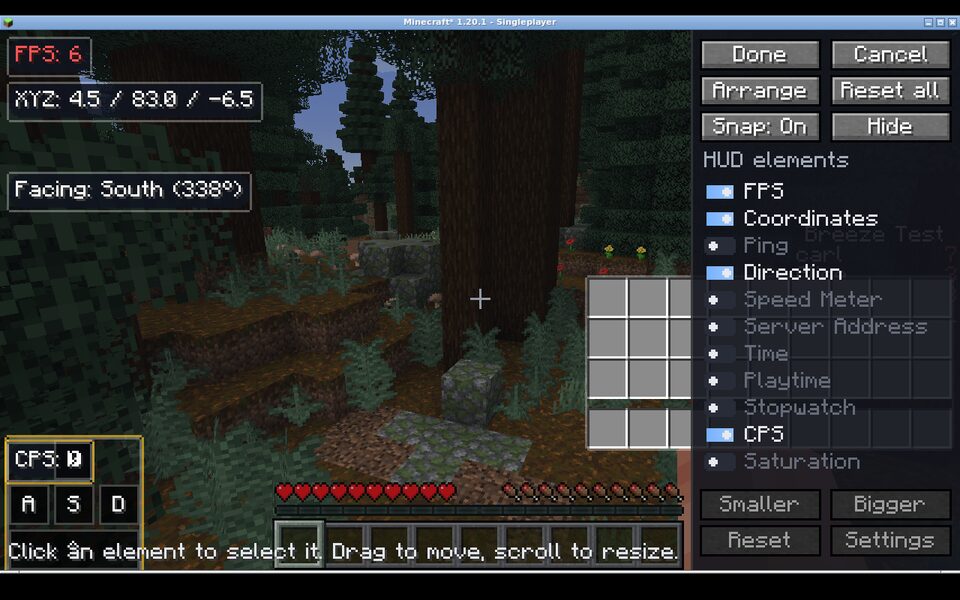 Minecraft* 1.20.1 - Singleplayer
FPS: 6
XYZ: 4.5 / 83.0 / -6.5
Facing: South (338°)
CPS: 0
A S D
Click an element to select it. Drag to move, scroll to resize.
Done Cancel
Arrange Reset all
Snap: On Hide
HUD elements
FPS
Coordinates
Ping
Breeze Test
carl
Direction
Speed Meter
Server Address
Time
Playtime
Stopwatch
CPS
Saturation
Smaller Bigger
Reset Settings